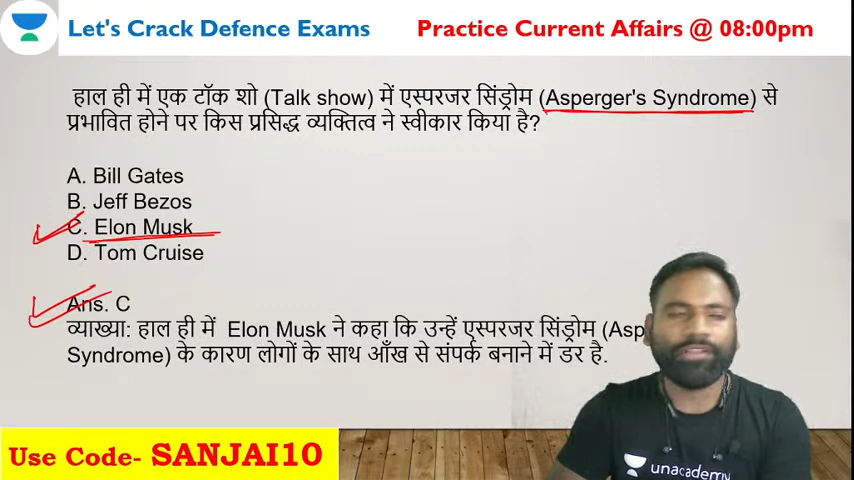 Let's Crack Defence Exams
Practice Current Affairs @ 08:00pm
हाल ही में एक टॉक शो (Talk show) में एस्परजर सिंड्रोम (Asperger's Syndrome) से
प्रभावित होने पर किस प्रसिद्ध व्यक्तित्व ने स्वीकार किया है?
A. Bill Gates
B. Jeff Bezos
C. Elon Musk
D. Tom Cruise
Ans. C
व्याख्या: हाल ही में Elon Musk ने कहा कि उन्हें एस्परजर सिंड्रोम (Asp
Syndrome) के कारण लोगों के साथ आँख से संपर्क बनाने में डर है.
Use Code- SANJAI10
unacademy